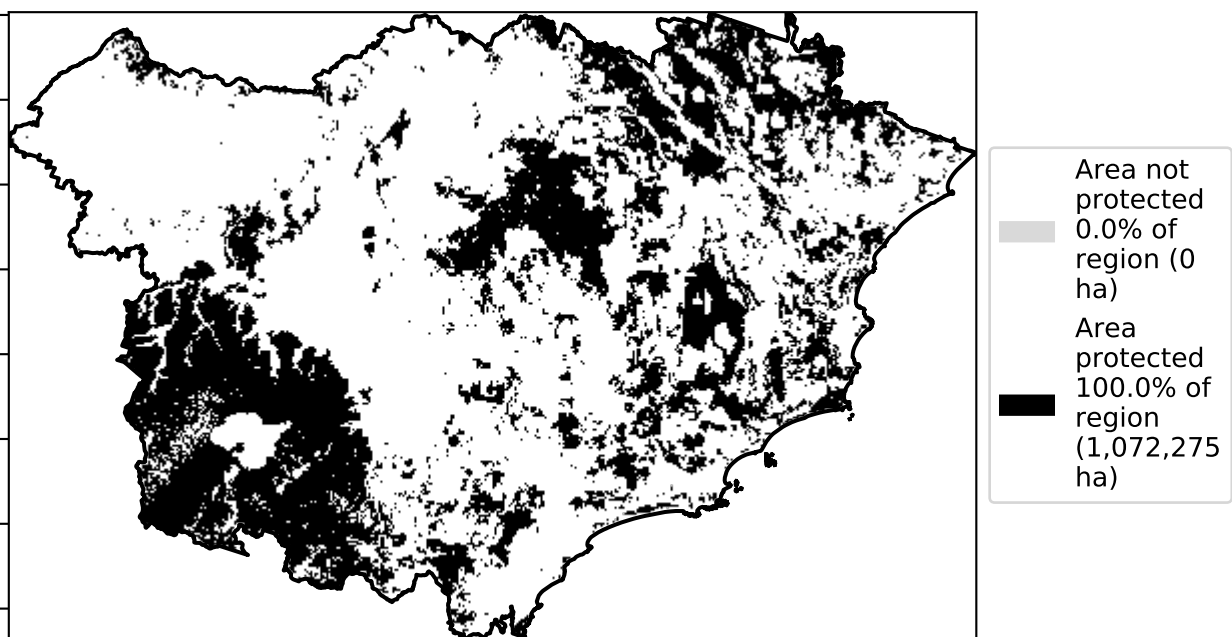 Area not
protected
0.0% of
region (0
ha)
Area
protected
100.0% of
region
(1,072,275
ha)